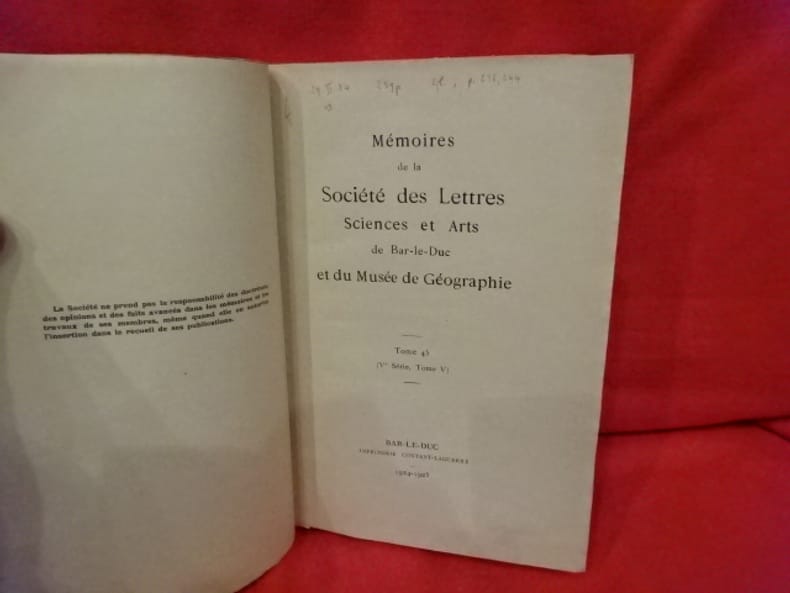 La Société ne prend pas la responsabilité des doctrines,
des opinions et des faits avancés dans les mémoires et les
travaux de ses membres, même quand elle en autorise
l'insertion dans le recueil de ses publications.
259p
Mémoires
de la
Société des Lettres
Sciences et Arts
de Bar-le-Duc
et du Musée de Géographie
Tome 45
(Vᵉ Série, Tome V)
BAR-LE-DUC
IMPRIMERIE CONTANT-LAGUERRE
1924-1925